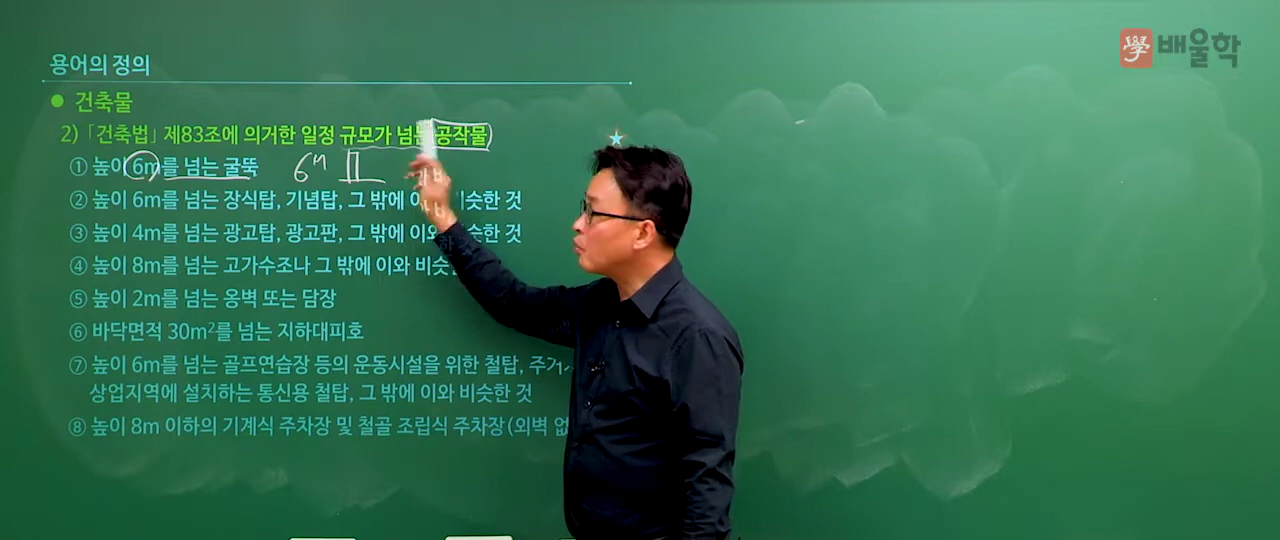 學 배울학
용어의 정의
● 건축물
2) 「건축법」 제83조에 의거한 일정 규모가 넘는 공작물
① 높이 6m를 넘는 굴뚝 6m
② 높이 6m를 넘는 장식탑, 기념탑, 그 밖에 비슷한 것
③ 높이 4m를 넘는 광고탑, 광고판, 그 밖에 이와 비슷한 것
④ 높이 8m를 넘는 고가수조나 그 밖에 이와 비슷한
⑤ 높이 2m를 넘는 옹벽 또는 담장
⑥ 바닥면적 30m²를 넘는 지하대피호
⑦ 높이 6m를 넘는 골프연습장 등의 운동시설을 위한 철탑,
상업지역에 설치하는 통신용 철탑, 그 밖에 이와 비슷한 것
⑧ 높이 8m 이하의 기계식 주차장 및 철골 조립식 주차장(외벽